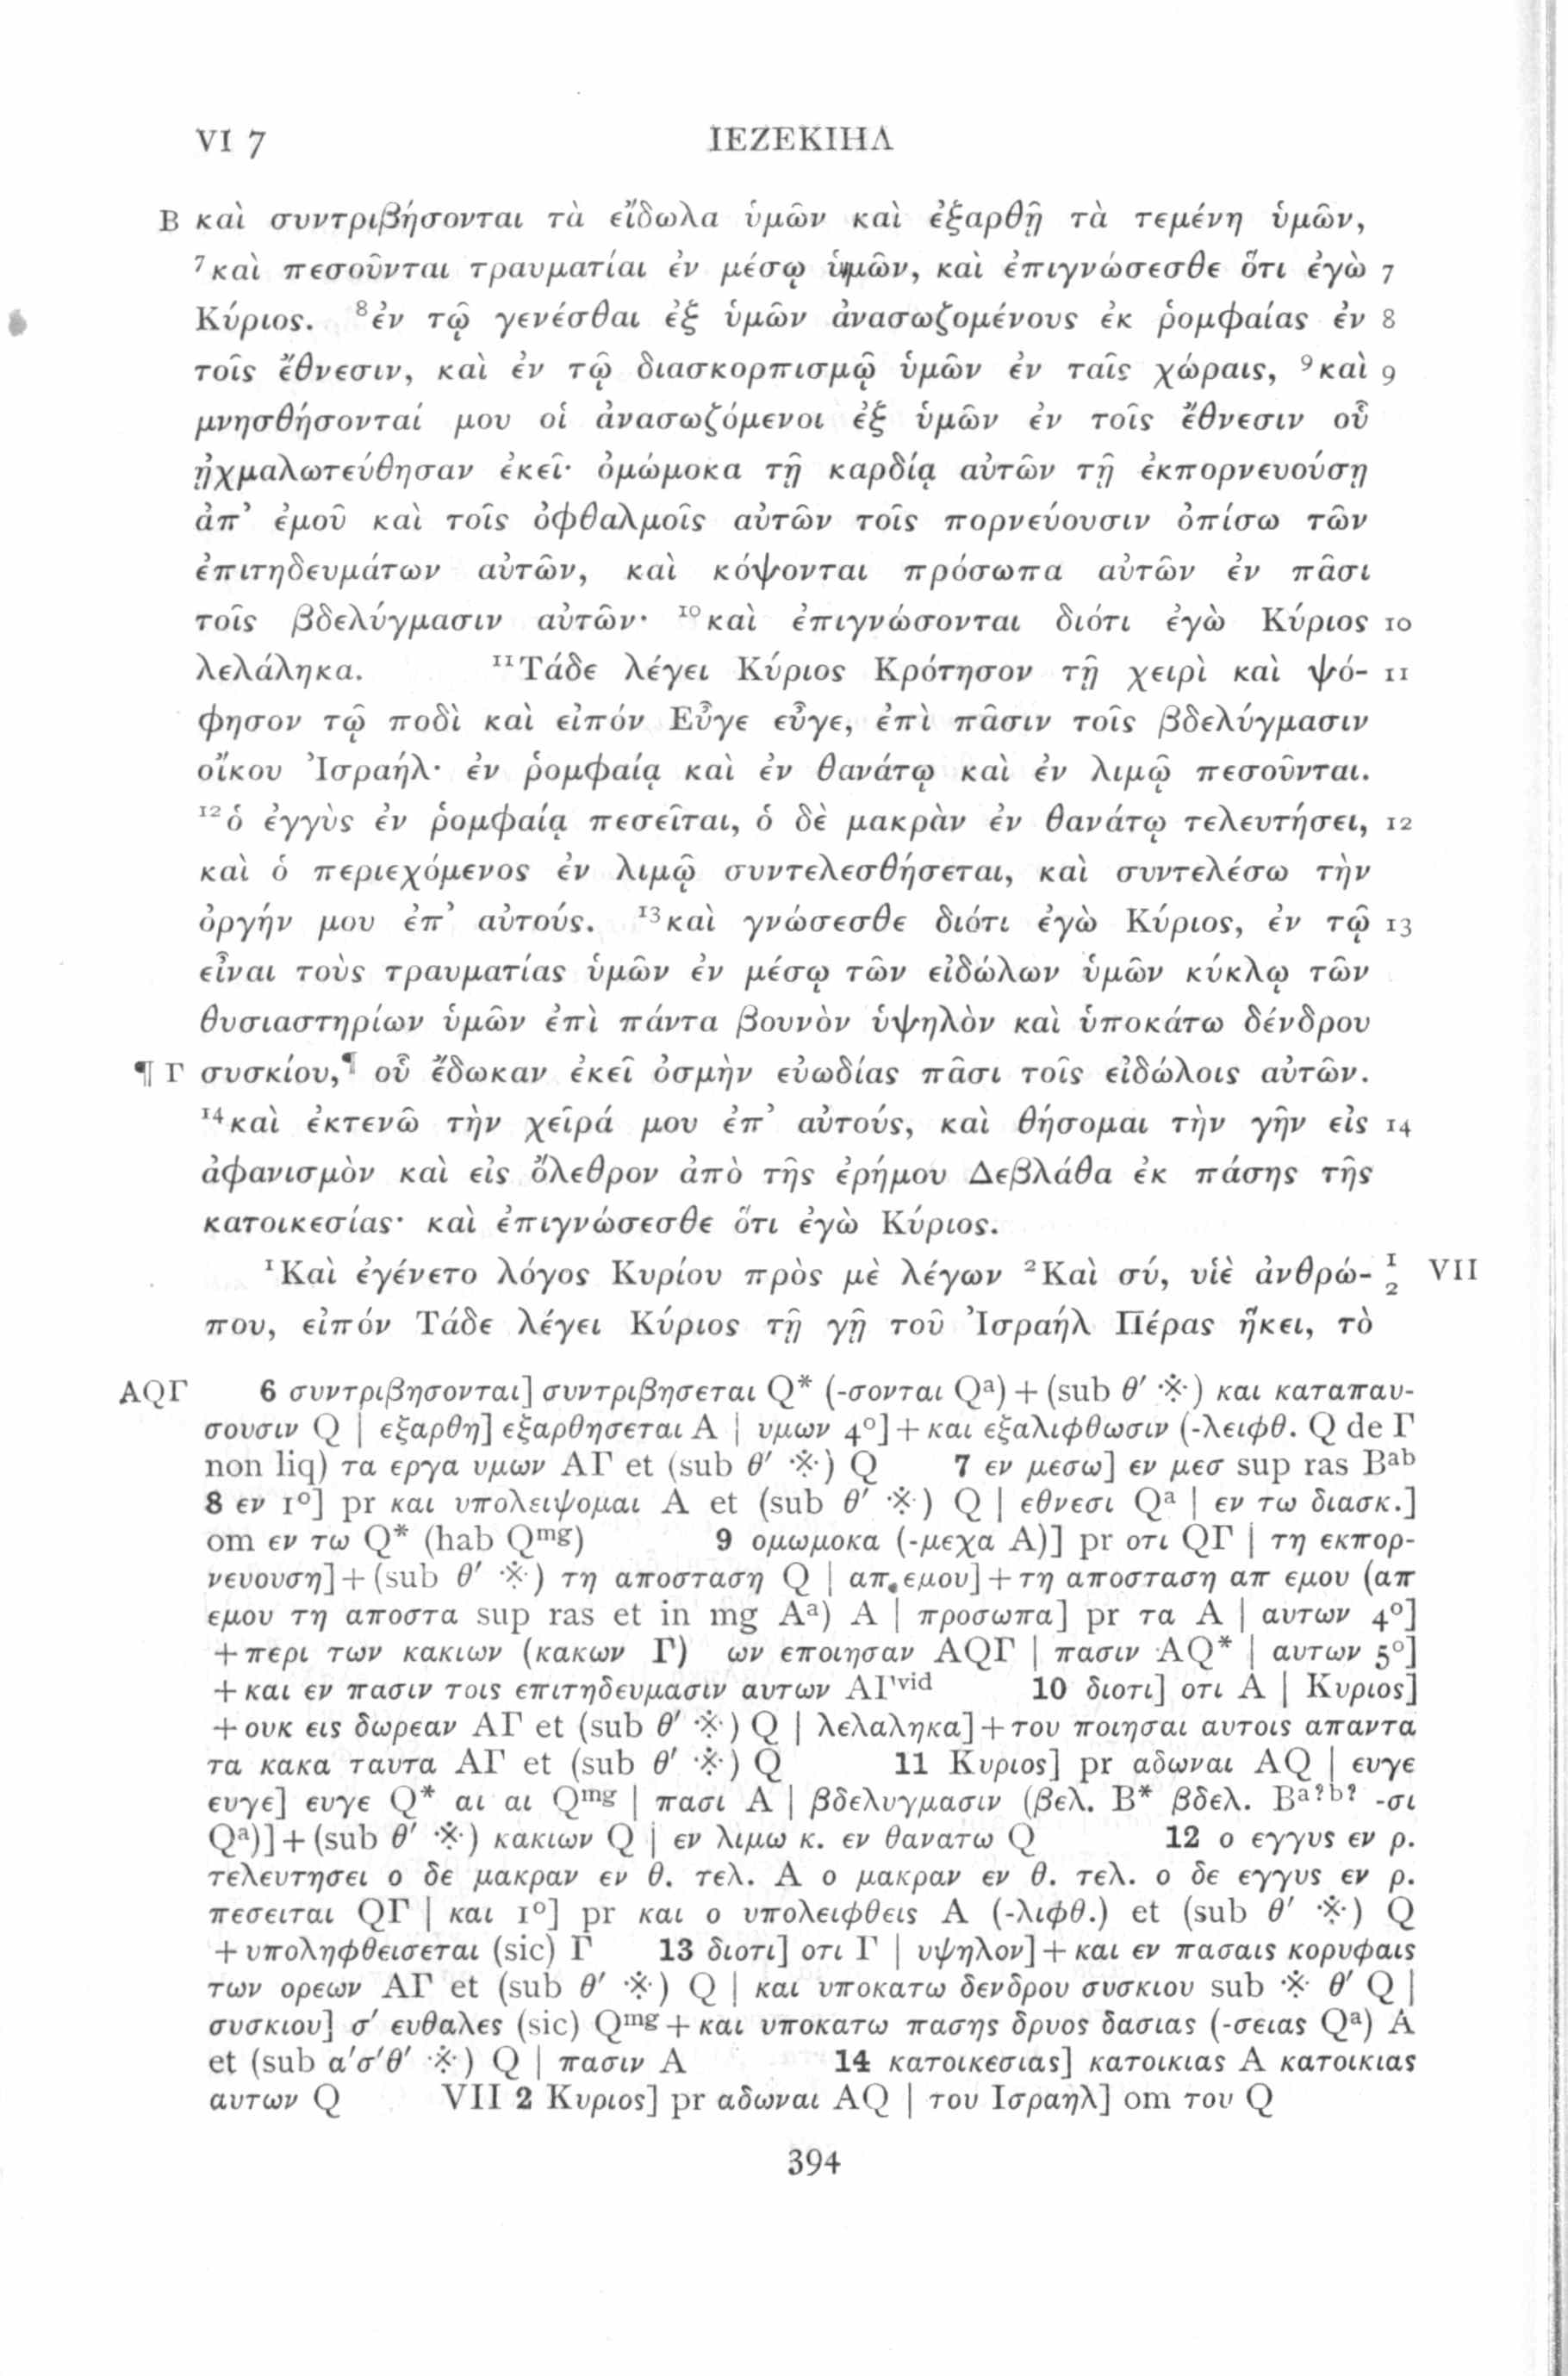 VI 7 ΙΕΖΕΚΙΗΛ
B καὶ συντριβήσονται τὰ εἴδωλα ὑμῶν καὶ ἐξαρθῇ τὰ τεμένη ὑμῶν,
⁷καὶ πεσοῦνται τραυματίαι ἐν μέσῳ ὑμῶν, καὶ ἐπιγνώσεσθε ὅτι ἐγὼ 7
Κύριος. ⁸ἐν τῷ γενέσθαι ἐξ ὑμῶν ἀνασωζομένους ἐκ ῥομφαίας ἐν 8
τοῖς ἔθνεσιν, καὶ ἐν τῷ διασκορπισμῷ ὑμῶν ἐν ταῖς χώραις, ⁹καὶ 9
μνησθήσονταί μου οἱ ἀνασωζόμενοι ἐξ ὑμῶν ἐν τοῖς ἔθνεσιν οὗ
ᾐχμαλωτεύθησαν ἐκεῖ· ὀμώμοκα τῇ καρδίᾳ αὐτῶν τῇ ἐκπορνευούσῃ
ἀπ’ ἐμοῦ καὶ τοῖς ὀφθαλμοῖς αὐτῶν τοῖς πορνεύουσιν ὀπίσω τῶν
ἐπιτηδευμάτων αὐτῶν, καὶ κόψονται πρόσωπα αὐτῶν ἐν πᾶσι
τοῖς βδελύγμασιν αὐτῶν· ¹⁰καὶ ἐπιγνώσονται διότι ἐγὼ Κύριος 10
λελάληκα. ¹¹Τάδε λέγει Κύριος Κρότησον τῇ χειρὶ καὶ ψό- 11
φησον τῷ ποδὶ καὶ εἰπόν Εὖγε εὖγε, ἐπὶ πᾶσιν τοῖς βδελύγμασιν
οἴκου Ἰσραήλ· ἐν ῥομφαίᾳ καὶ ἐν θανάτῳ καὶ ἐν λιμῷ πεσοῦνται.
¹²ὁ ἐγγὺς ἐν ῥομφαίᾳ πεσεῖται, ὁ δὲ μακρὰν ἐν θανάτῳ τελευτήσει, 12
καὶ ὁ περιεχόμενος ἐν λιμῷ συντελεσθήσεται, καὶ συντελέσω τὴν
ὀργήν μου ἐπ’ αὐτούς. ¹³καὶ γνώσεσθε διότι ἐγὼ Κύριος, ἐν τῷ 13
εἶναι τοὺς τραυματίας ὑμῶν ἐν μέσῳ τῶν εἰδώλων ὑμῶν κύκλῳ τῶν
θυσιαστηρίων ὑμῶν ἐπὶ πάντα βουνὸν ὑψηλὸν καὶ ὑποκάτω δένδρου
¶ Γ συσκίου,¶ οὗ ἔδωκαν ἐκεῖ ὀσμὴν εὐωδίας πᾶσι τοῖς εἰδώλοις αὐτῶν.
¹⁴καὶ ἐκτενῶ τὴν χεῖρά μου ἐπ’ αὐτούς, καὶ θήσομαι τὴν γῆν εἰς 14
ἀφανισμὸν καὶ εἰς ὄλεθρον ἀπὸ τῆς ἐρήμου Δεβλάθα ἐκ πάσης τῆς
κατοικεσίας· καὶ ἐπιγνώσεσθε ὅτι ἐγὼ Κύριος.
¹Καὶ ἐγένετο λόγος Κυρίου πρὸς μὲ λέγων ²Καὶ σύ, υἱὲ ἀνθρώ- 1 2 VII
που, εἰπόν Τάδε λέγει Κύριος τῇ γῇ τοῦ Ἰσραήλ Πέρας ἥκει, τὸ
AQΓ 6 συντριβησονται] συντριβησεται Q* (-σονται Qᵃ) + (sub θ′ ※) και καταπαυ-
σουσιν Q | εξαρθη] εξαρθησεται A | υμων 4°] + και εξαλιφθωσιν (-λειφθ. Q de Γ
non liq) τα εργα υμων AΓ et (sub θ′ ※) Q 7 εν μεσω] εν μεσ sup ras Bᵃᵇ
8 εν 1°] pr και υπολειψομαι A et (sub θ′ ※) Q | εθνεσι Qᵃ | εν τω διασκ.]
om εν τω Q* (hab Qᵐᵍ) 9 ομωμοκα (-μεχα A)] pr οτι QΓ | τη εκπορ-
νευουση] + (sub θ′ ※) τη αποσταση Q | απ εμου] + τη αποσταση απ εμου (απ
εμου τη αποστα sup ras et in mg Aᵃ) A | προσωπα] pr τα A | αυτων 4°]
+ περι των κακιων (κακων Γ) ων εποιησαν AQΓ | πασιν AQ* | αυτων 5°]
+ και εν πασιν τοις επιτηδευμασιν αυτων AΓᵛⁱᵈ 10 διοτι] οτι A | Κυριος]
+ ουκ εις δωρεαν AΓ et (sub θ′ ※) Q | λελαληκα] + του ποιησαι αυτοις απαντα
τα κακα ταυτα AΓ et (sub θ′ ※) Q 11 Κυριος] pr αδωναι AQ | ευγε
ευγε] ευγε Q* αι αι Qᵐᵍ | πασι A | βδελυγμασιν (βελ. B* βδελ. Bᵃ?ᵇ? -σι
Qᵃ)] + (sub θ′ ※) κακιων Q | εν λιμω κ. εν θανατω Q 12 ο εγγυς εν ρ.
τελευτησει ο δε μακραν εν θ. τελ. A ο μακραν εν θ. τελ. ο δε εγγυς εν ρ.
πεσειται QΓ | και 1°] pr και ο υπολειφθεις A (-λιφθ.) et (sub θ′ ※) Q
+ υποληφθεισεται (sic) Γ 13 διοτι] οτι Γ | υψηλον] + και εν πασαις κορυφαις
των ορεων AΓ et (sub θ′ ※) Q | και υποκατω δενδρου συσκιου sub ※ θ′ Q |
συσκιου] σ′ ευθαλες (sic) Qᵐᵍ + και υποκατω πασης δρυος δασιας (-σειας Qᵃ) A
et (sub α′σ′θ′ ※) Q | πασιν A 14 κατοικεσιας] κατοικιας A κατοικιας
αυτων Q VII 2 Κυριος] pr αδωναι AQ | του Ισραηλ] om του Q
394